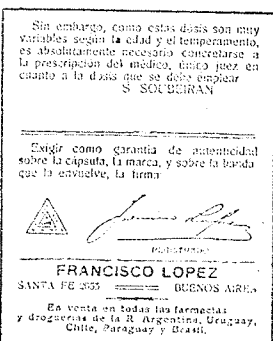 Sin embargo, como estas dosis son muy
variables según la edad y el temperamento,
es absolutamente necesario concretarse a
la prescripción del médico, único juez en
cuanto a la dosis que se debe emplear
S SOUBEIRAN
Exigir como garantía de autenticidad
sobre la cápsula, la marca, y sobre la banda
que la envuelve, la firma
FRANCISCO LOPEZ
SANTA FE BUENOS AIRES
En venta en todas las farmacias
y droguerías de la R. Argentina, Uruguay,
Chile, Paraguay y Brasil.